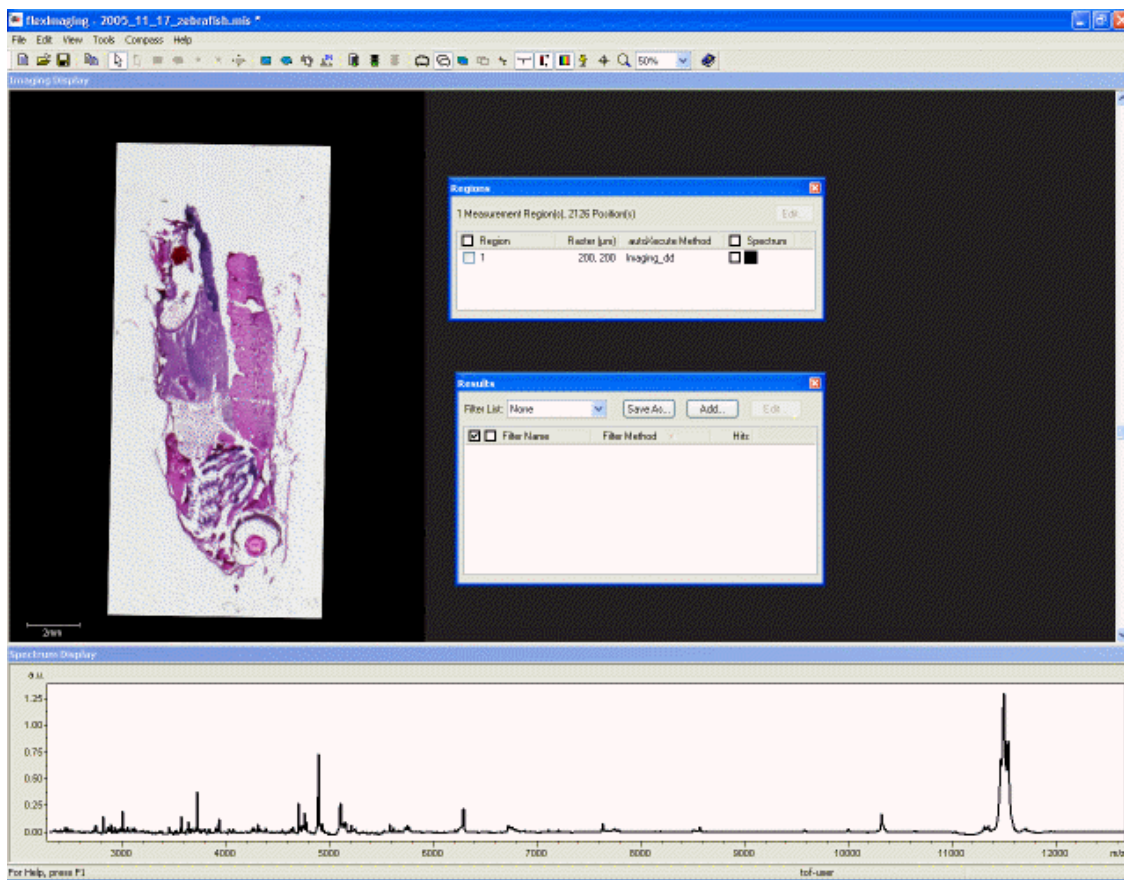 flexImaging - 2005_11_17_zebrafish.mis *
File Edit View Tools Compass Help
50%
Imaging Display
Regions
1 Measurement Region(s), 2126 Position(s)
Edit...
Region Raster (µm) autoXecute Method Spectrum
1 200, 200 Imaging_dd
Results
Filter List: None Save As... Add... Edit...
Filter Name Filter Method Hits
2mm
Spectrum Display
a.u.
1.25
1.00
0.75
0.50
0.25
0.00
3000 4000 5000 6000 7000 8000 9000 10000 11000 12000 m/z
For Help, press F1 tof-user